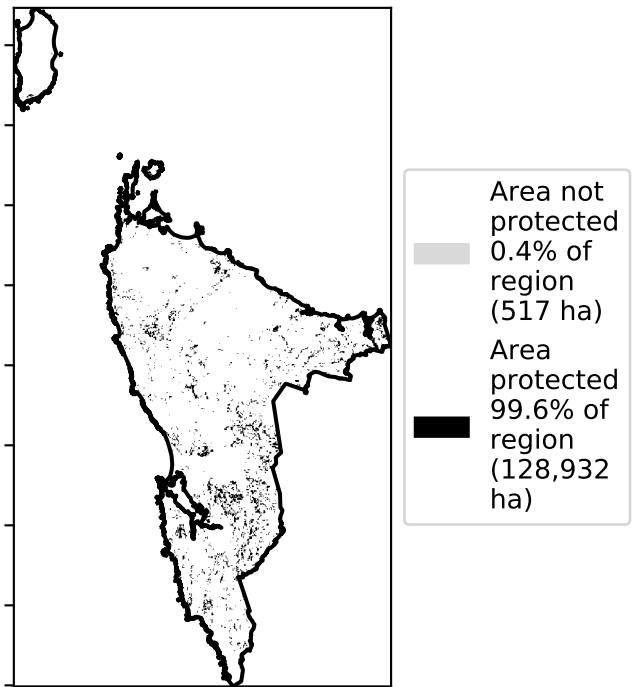 Area not
protected
0.4% of
region
(517 ha)
Area
protected
99.6% of
region
(128,932
ha)